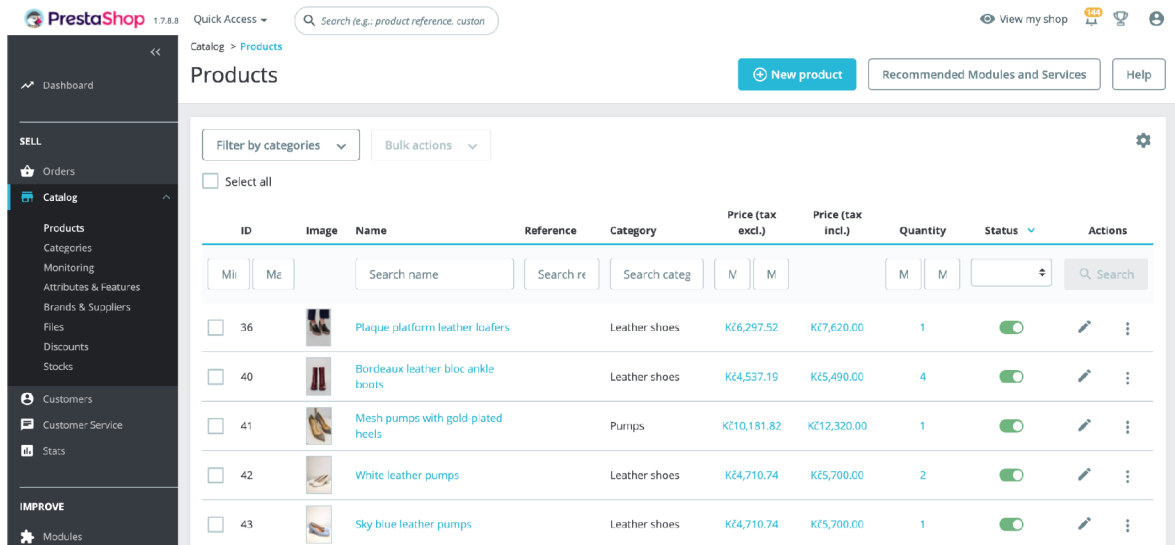 PrestaShop 1.7.8.8 Quick Access Search (e.g.: product reference, custon View my shop 144
Catalog > Products
Products
New product Recommended Modules and Services Help
Dashboard
SELL
Orders
Catalog
Products
Categories
Monitoring
Attributes & Features
Brands & Suppliers
Files
Discounts
Stocks
Customers
Customer Service
Stats
IMPROVE
Modules
Filter by categories Bulk actions
Select all
ID Image Name Reference Category Price (tax excl.) Price (tax incl.) Quantity Status Actions
Mi Ma Search name Search re Search categ M M M M Search
36 Plaque platform leather loafers Leather shoes Kč6,297.52 Kč7,620.00 1
40 Bordeaux leather bloc ankle boots Leather shoes Kč4,537.19 Kč5,490.00 4
41 Mesh pumps with gold-plated heels Pumps Kč10,181.82 Kč12,320.00 1
42 White leather pumps Leather shoes Kč4,710.74 Kč5,700.00 2
43 Sky blue leather pumps Leather shoes Kč4,710.74 Kč5,700.00 1